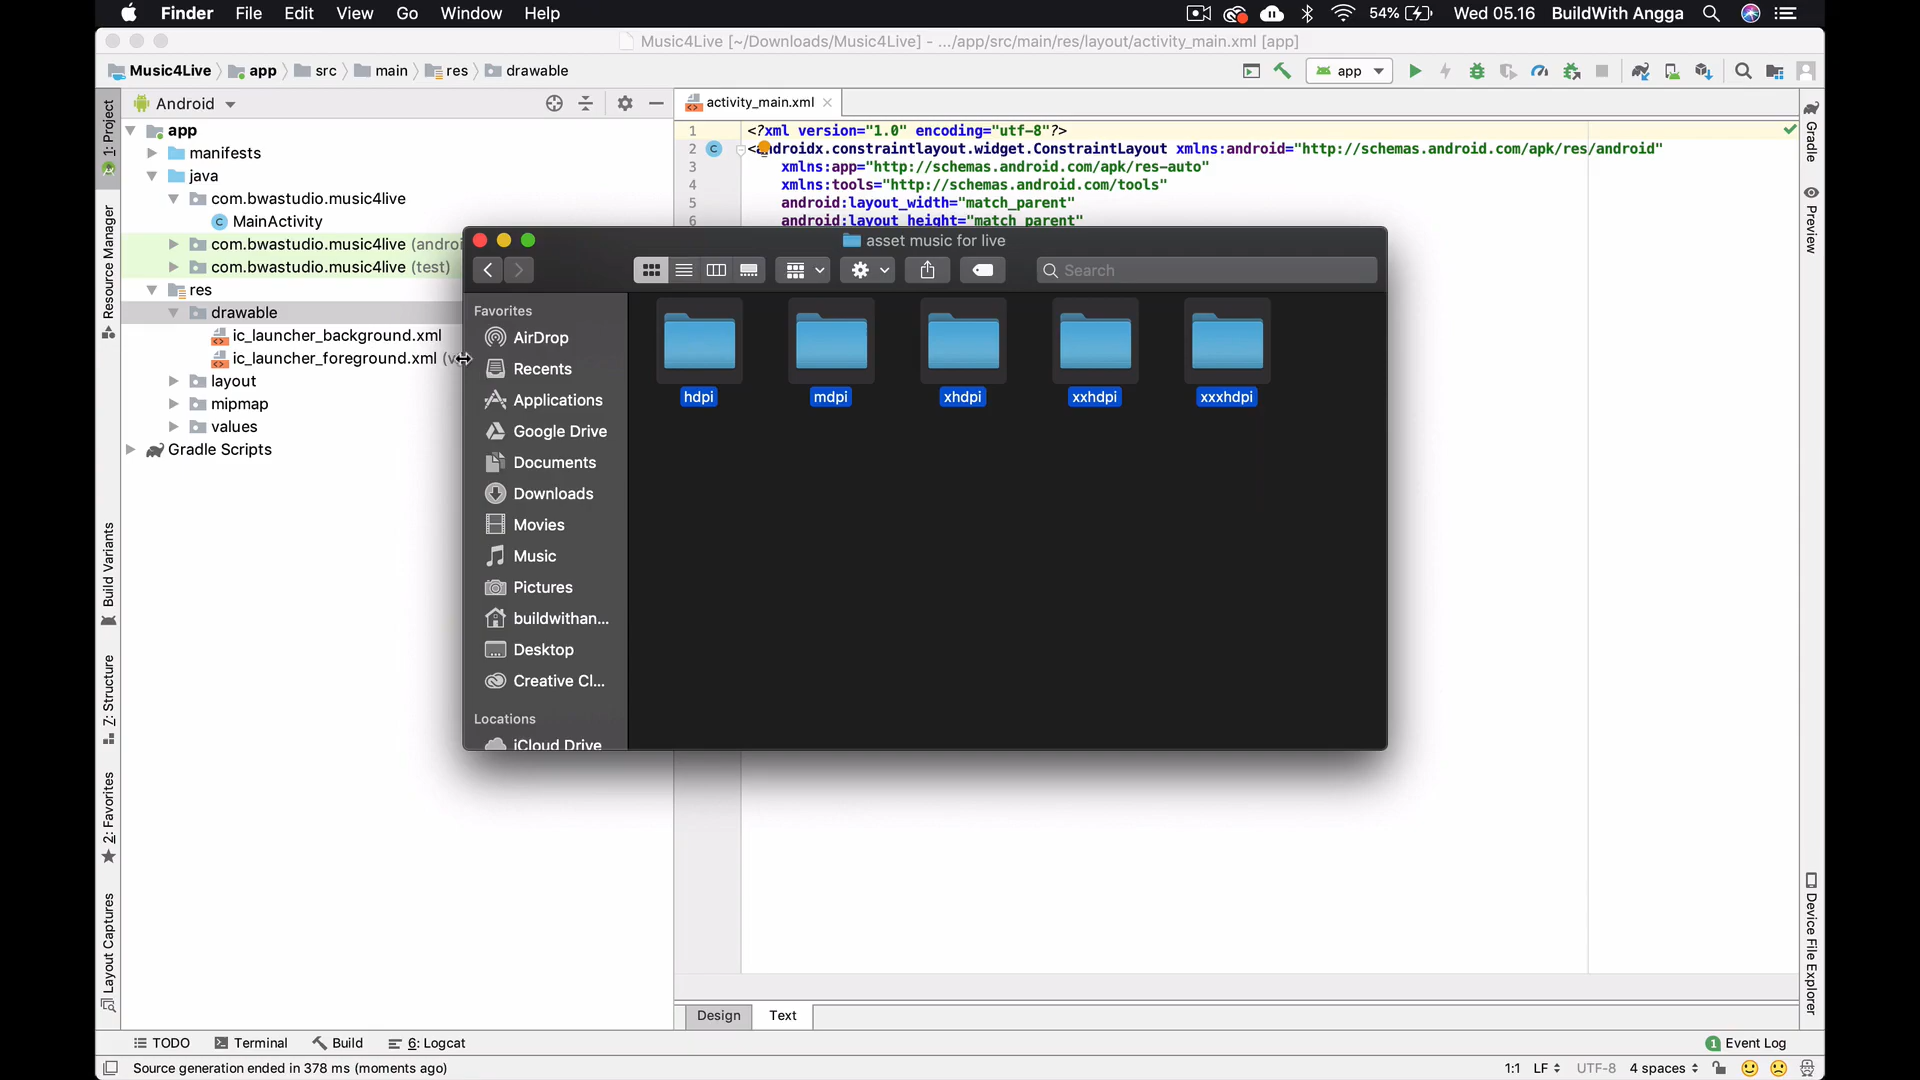 Finder File Edit View Go Window Help 54% Wed 05.16 BuildWith Angga
Music4Live [~/Downloads/Music4Live] - .../app/src/main/res/layout/activity_main.xml [app]
Music4Live app src main res drawable app
Android
activity_main.xml
1: Project
Resource Manager
Build Variants
Z: Structure
2: Favorites
Layout Captures
app
manifests
java
com.bwastudio.music4live
MainActivity
com.bwastudio.music4live (androi
com.bwastudio.music4live (test)
res
drawable
ic_launcher_background.xml
ic_launcher_foreground.xml (v
layout
mipmap
values
Gradle Scripts
1 <?xml version="1.0" encoding="utf-8"?>
2 <androidx.constraintlayout.widget.ConstraintLayout xmlns:android="http://schemas.android.com/apk/res/android"
3 xmlns:app="http://schemas.android.com/apk/res-auto"
4 xmlns:tools="http://schemas.android.com/tools"
5 android:layout_width="match_parent"
6 android:layout_height="match_parent"
asset music for live
Search
Favorites
AirDrop
Recents
Applications
Google Drive
Documents
Downloads
Movies
Music
Pictures
buildwithan...
Desktop
Creative Cl...
Locations
iCloud Drive
hdpi mdpi xhdpi xxhdpi xxxhdpi
Gradle
Preview
Device File Explorer
Design Text
TODO Terminal Build 6: Logcat 1 Event Log
Source generation ended in 378 ms (moments ago) 1:1 LF UTF-8 4 spaces